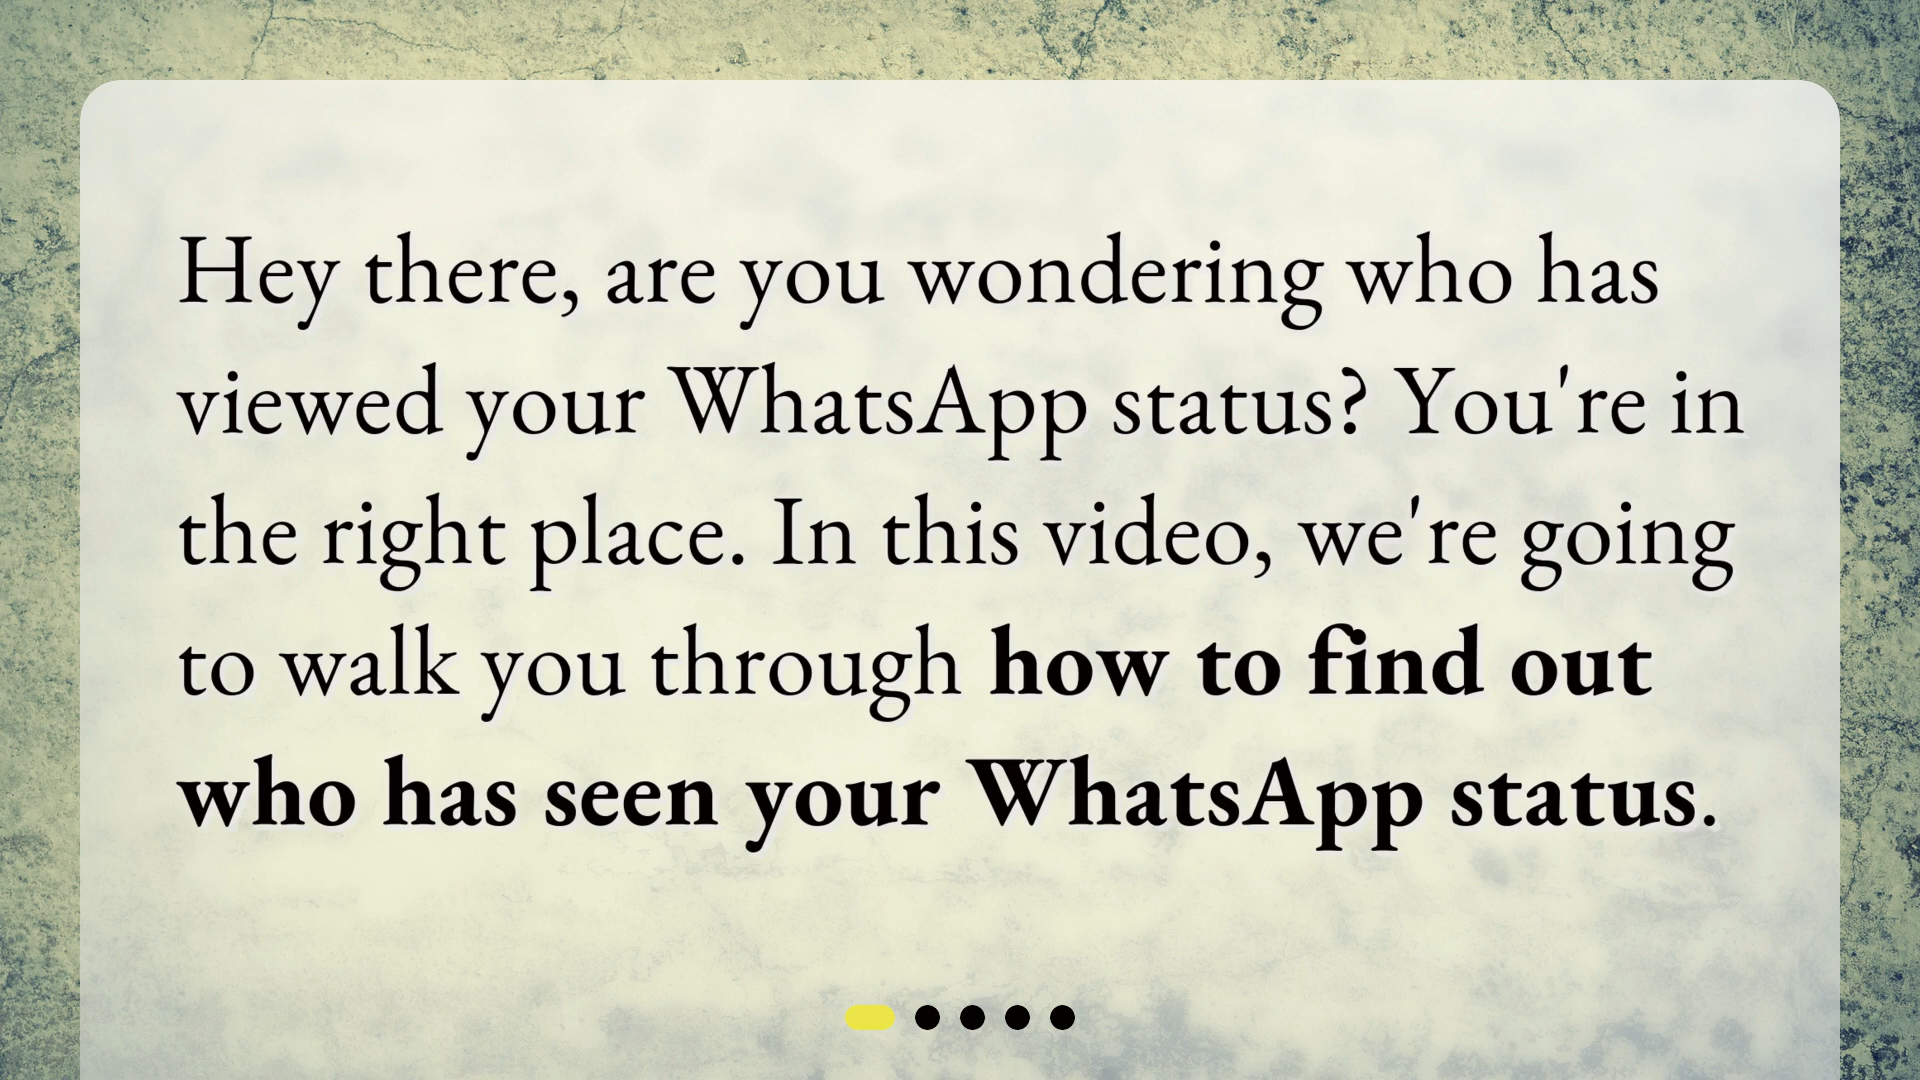 Hey there, are you wondering who has
viewed your WhatsApp status? You're in
the right place. In this video, we're going
to walk you through how to find out
who has seen your WhatsApp status.